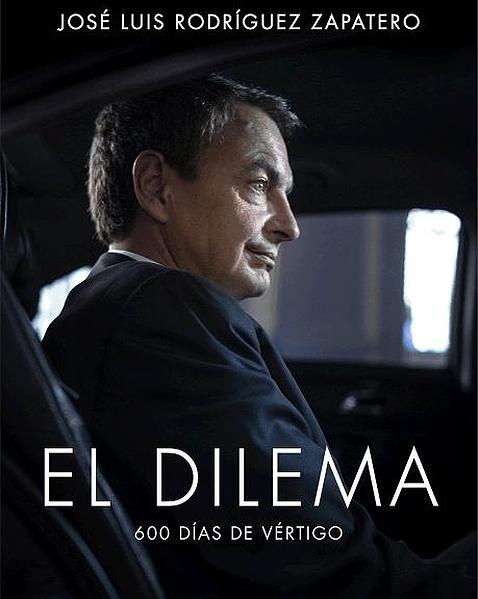 JOSÉ LUIS RODRÍGUEZ ZAPATERO
EL DILEMA
600 DÍAS DE VÉRTIGO